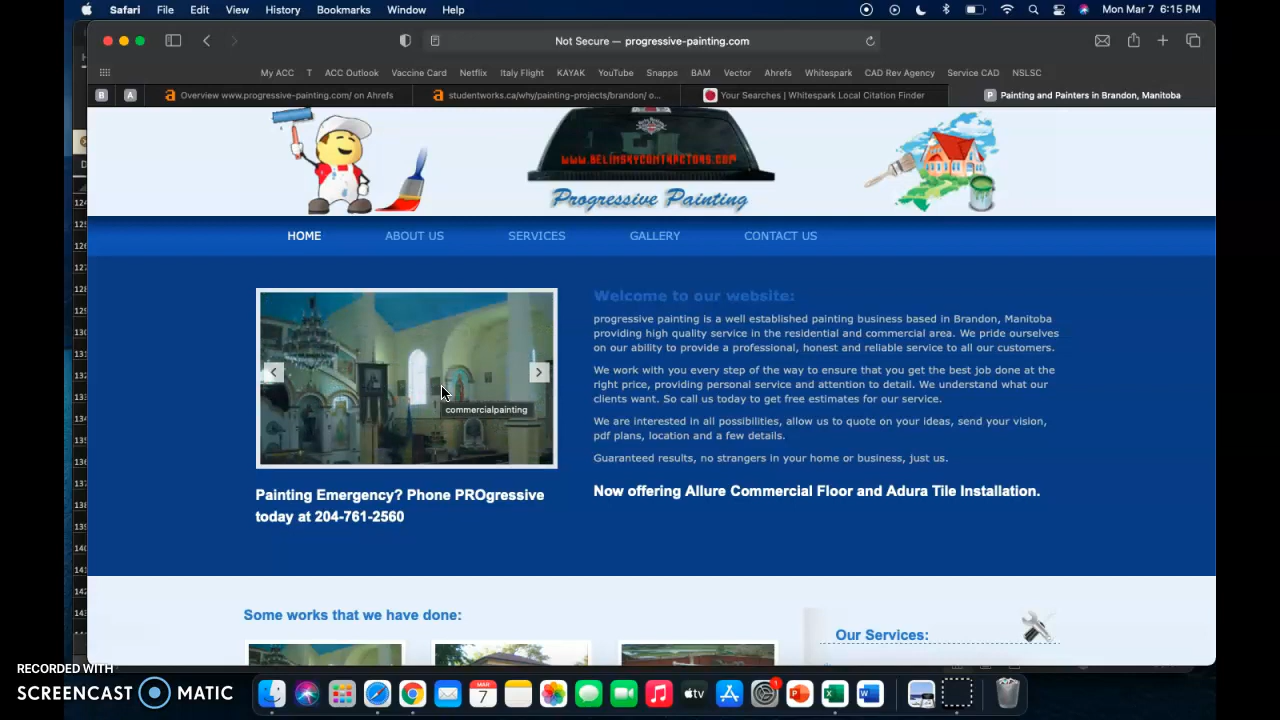 Safari File Edit View History Bookmarks Window Help Mon Mar 7 6:15 PM
Not Secure — progressive-painting.com
My ACC T ACC Outlook Vaccine Card Netflix Italy Flight KAYAK YouTube Snapps BAM Vector Ahrefs Whitespark CAD Rev Agency Service CAD NSLSC
B A a Overview www.progressive-painting.com/ on Ahrefs a studentworks.ca/why/painting-projects/brandon/ o... Your Searches | Whitespark Local Citation Finder P Painting and Painters in Brandon, Manitoba
www.BELINSKYCONTRACTORS.COM
Progressive Painting
HOME ABOUT US SERVICES GALLERY CONTACT US
commercialpainting
Painting Emergency? Phone PROgressive
today at 204-761-2560
Welcome to our website:
progressive painting is a well established painting business based in Brandon, Manitoba
providing high quality service in the residential and commercial area. We pride ourselves
on our ability to provide a professional, honest and reliable service to all our customers.
We work with you every step of the way to ensure that you get the best job done at the
right price, providing personal service and attention to detail. We understand what our
clients want. So call us today to get free estimates for our service.
We are interested in all possibilities, allow us to quote on your ideas, send your vision,
pdf plans, location and a few details.
Guaranteed results, no strangers in your home or business, just us.
Now offering Allure Commercial Floor and Adura Tile Installation.
Some works that we have done:
Our Services:
RECORDED WITH
SCREENCAST MATIC
MAR
7
tv
1
P
X
W